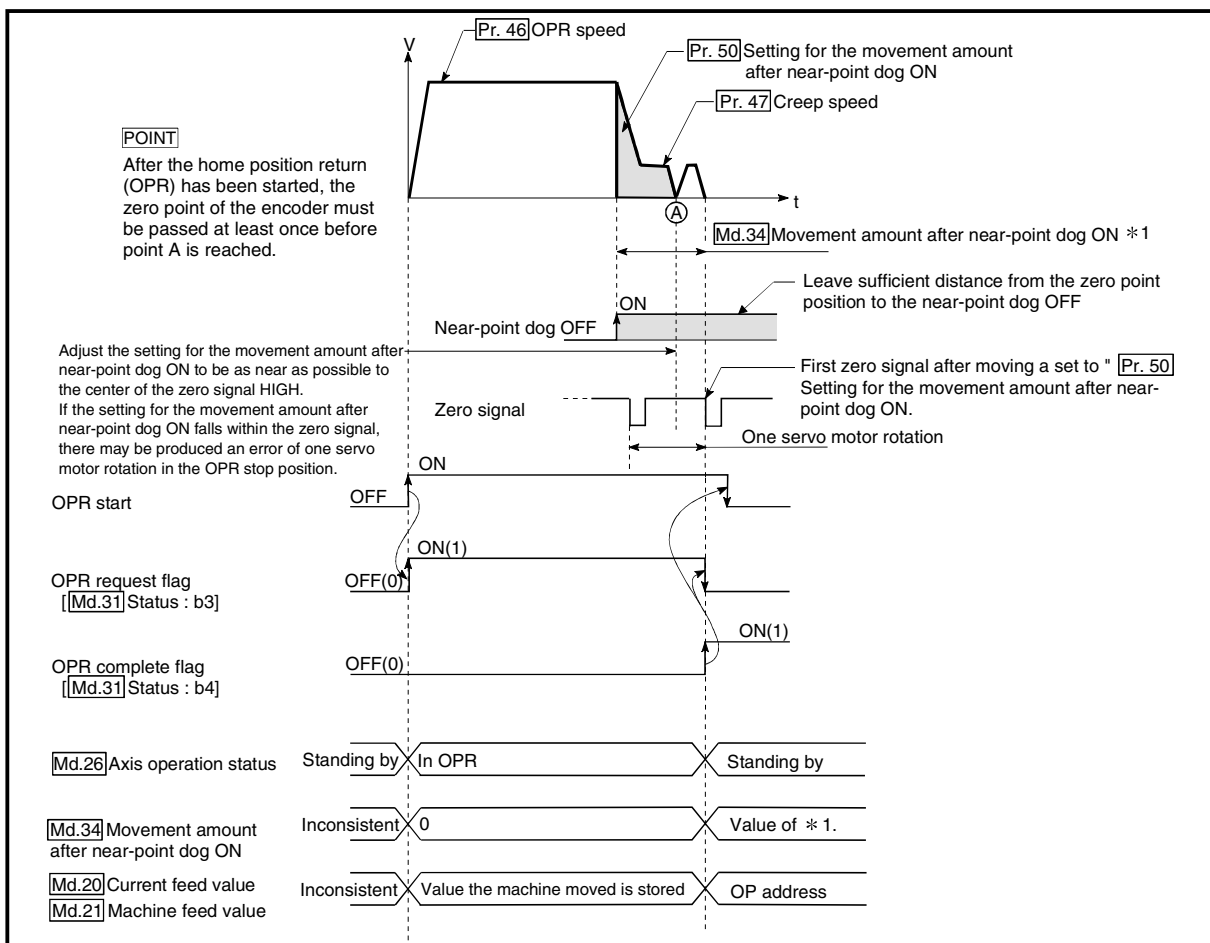 Pr. 46 OPR speed
V
Pr. 50 Setting for the movement amount
after near-point dog ON
Pr. 47 Creep speed
POINT
After the home position return
(OPR) has been started, the
zero point of the encoder must
be passed at least once before
point A is reached.
t
A
Md.34 Movement amount after near-point dog ON *1
Leave sufficient distance from the zero point
position to the near-point dog OFF
ON
Near-point dog OFF
Adjust the setting for the movement amount after
near-point dog ON to be as near as possible to
the center of the zero signal HIGH.
If the setting for the movement amount after
near-point dog ON falls within the zero signal,
there may be produced an error of one servo
motor rotation in the OPR stop position.
First zero signal after moving a set to " Pr. 50
Setting for the movement amount after near-
point dog ON.
Zero signal
One servo motor rotation
ON
OPR start
OFF
ON(1)
OPR request flag
[ Md.31 Status : b3]
OFF(0)
ON(1)
OPR complete flag
[ Md.31 Status : b4]
OFF(0)
Md.26 Axis operation status
Standing by
In OPR
Standing by
Md.34 Movement amount
after near-point dog ON
Inconsistent
0
Value of *1.
Md.20 Current feed value
Md.21 Machine feed value
Inconsistent
Value the machine moved is stored
OP address